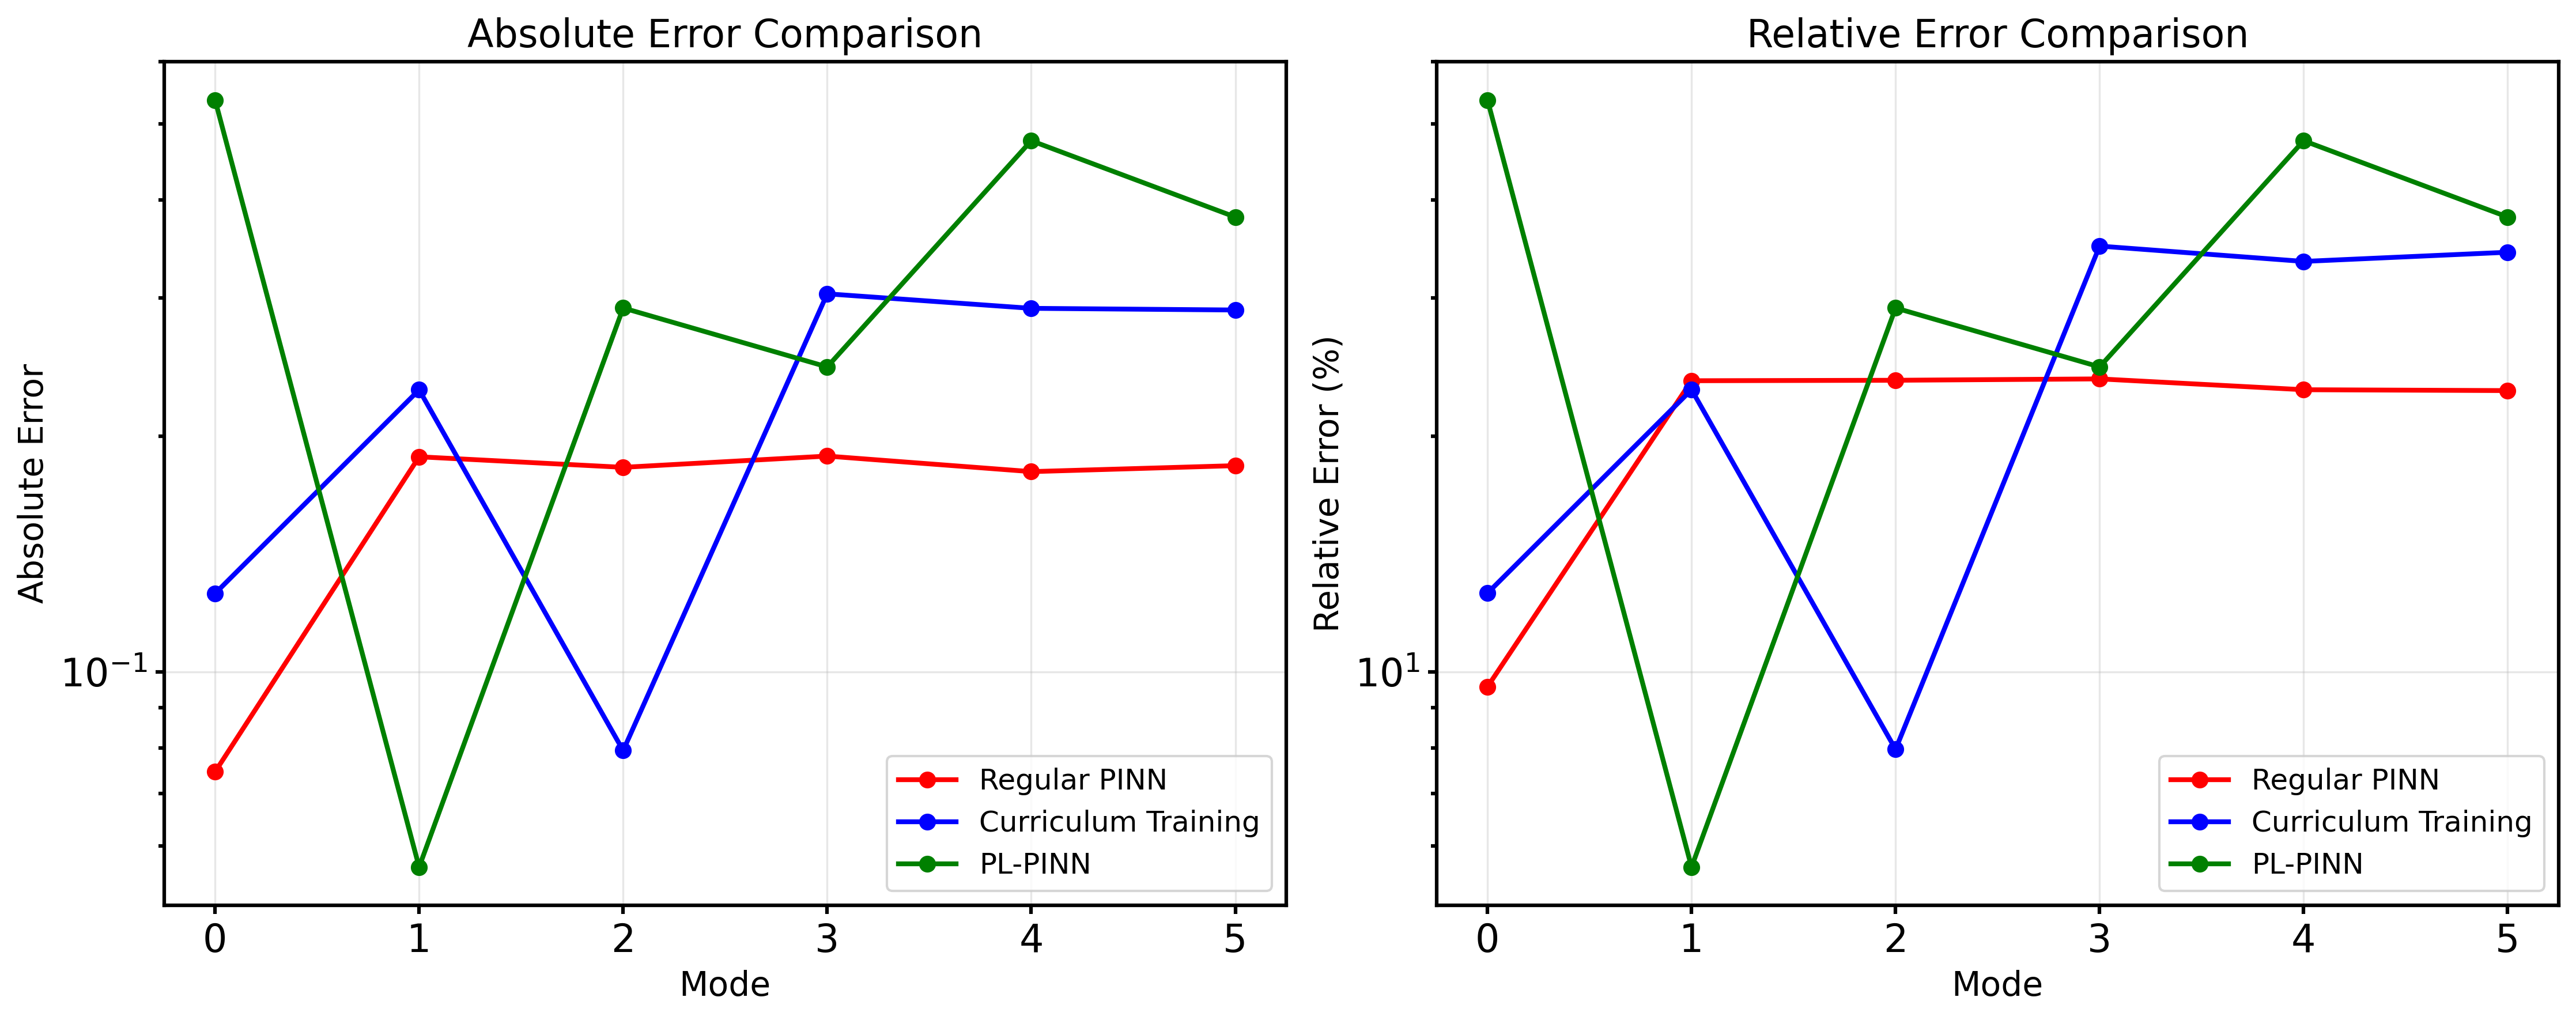 Absolute Error Comparison
Absolute Error
10⁻¹
0 1 2 3 4 5
Mode
Regular PINN
Curriculum Training
PL-PINN
Relative Error Comparison
Relative Error (%)
10¹
0 1 2 3 4 5
Mode
Regular PINN
Curriculum Training
PL-PINN